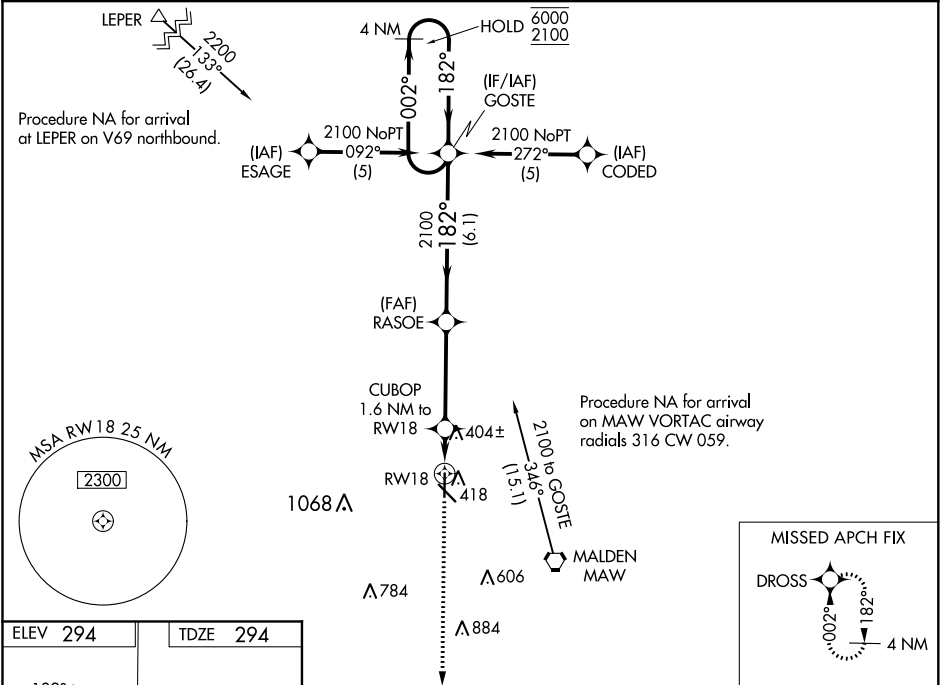 LEPER
2200
133°
(26.4)
Procedure NA for arrival
at LEPER on V69 northbound.
4 NM
HOLD
6000
2100
002°
182°
(IF/IAF)
GOSTE
(IAF)
ESAGE
2100 NoPT
092°
(5)
2100 NoPT
272°
(5)
(IAF)
CODED
2100
182°
(6.1)
(FAF)
RASOE
CUBOP
1.6 NM to
RW18
404±
RW18
418
1068
2100 to GOSTE
346°
(15.1)
Procedure NA for arrival
on MAW VORTAC airway
radials 316 CW 059.
MALDEN
MAW
784
606
884
MSA RW18 25 NM
2300
MISSED APCH FIX
DROSS
002°
182°
4 NM
ELEV 294
TDZE 294